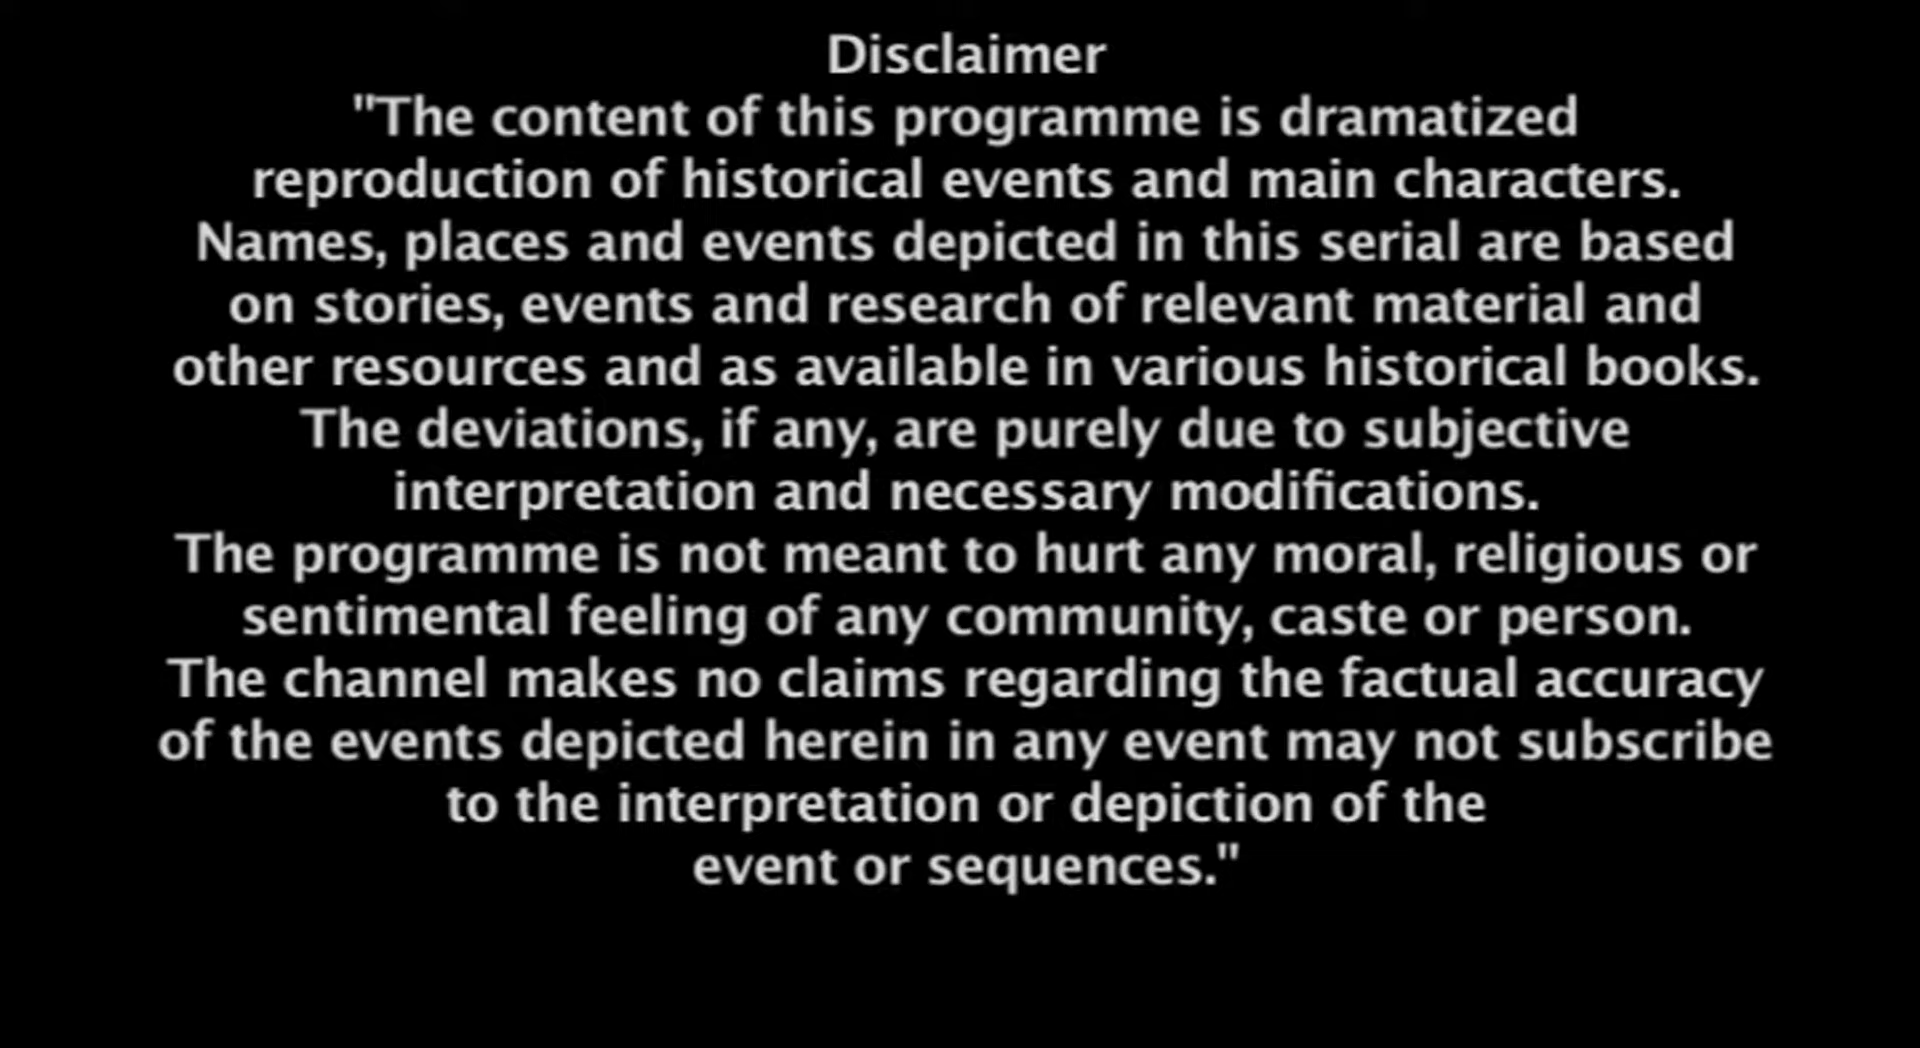 Disclaimer
"The content of this programme is dramatized
reproduction of historical events and main characters.
Names, places and events depicted in this serial are based
on stories, events and research of relevant material and
other resources and as available in various historical books.
The deviations, if any, are purely due to subjective
interpretation and necessary modifications.
The programme is not meant to hurt any moral, religious or
sentimental feeling of any community, caste or person.
The channel makes no claims regarding the factual accuracy
of the events depicted herein in any event may not subscribe
to the interpretation or depiction of the
event or sequences."